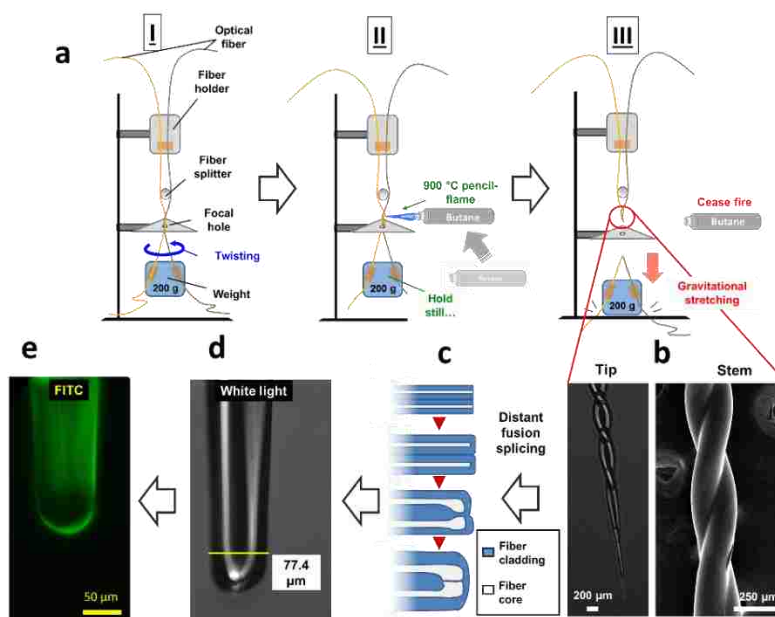 I
II
III
a
Optical
fiber
Fiber
holder
Fiber
splitter
Focal
hole
Twisting
Weight
200 g
900 °C pencil-
flame
Butane
Butane
200 g
Hold
still...
Cease fire
Butane
Gravitational
stretching
200 g
e
FITC
50 µm
d
White light
77.4
µm
c
Distant
fusion
splicing
Fiber
cladding
Fiber
core
b
Tip
Stem
200 µm
250 µm